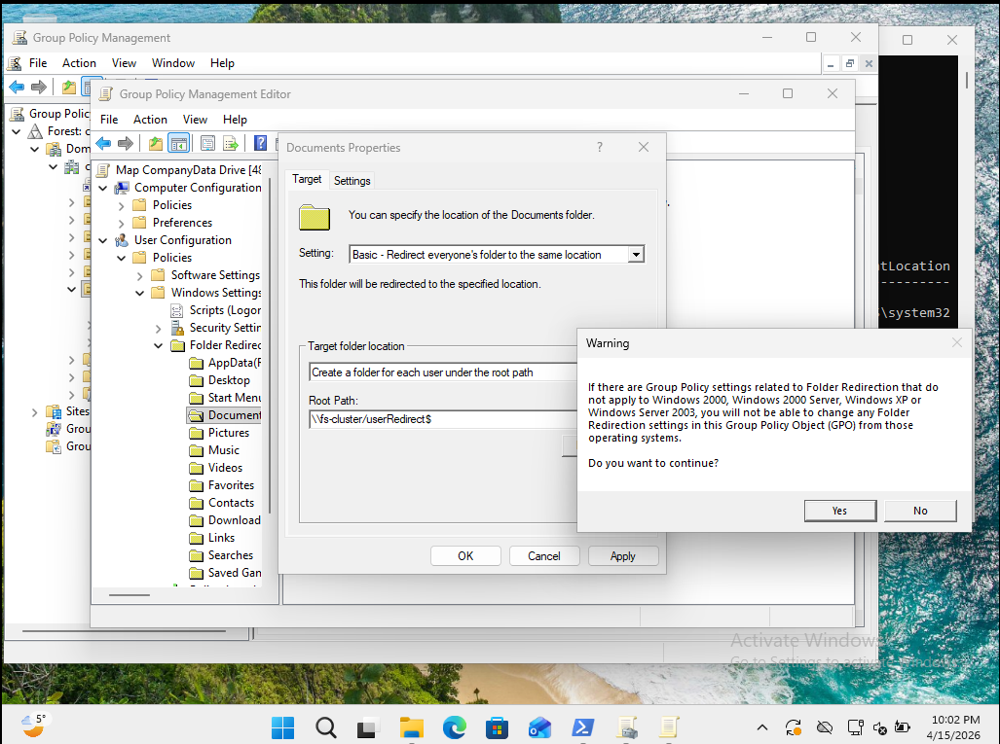 Group Policy Management
File Action View Window Help
Group Policy Management Editor
File Action View Help
Group Polic
Forest: c
Dom
c
Sites
Grou
Grou
Map CompanyData Drive [48
Computer Configuration
Policies
Preferences
User Configuration
Policies
Software Settings
Windows Settings
Scripts (Logor
Security Settin
Folder Redirec
AppData(F
Desktop
Start Menu
Document
Pictures
Music
Videos
Favorites
Contacts
Download
Links
Searches
Saved Gan
Documents Properties
Target Settings
You can specify the location of the Documents folder.
Setting: Basic - Redirect everyone's folder to the same location
This folder will be redirected to the specified location.
Target folder location
Create a folder for each user under the root path
Root Path:
\\fs-cluster/userRedirect$
OK Cancel Apply
tLocation
---------
\system32
Warning
If there are Group Policy settings related to Folder Redirection that do
not apply to Windows 2000, Windows 2000 Server, Windows XP or
Windows Server 2003, you will not be able to change any Folder
Redirection settings in this Group Policy Object (GPO) from those
operating systems.
Do you want to continue?
Yes No
Activate Windows
Go to Settings to activate Windows.
5°
10:02 PM
4/15/2026